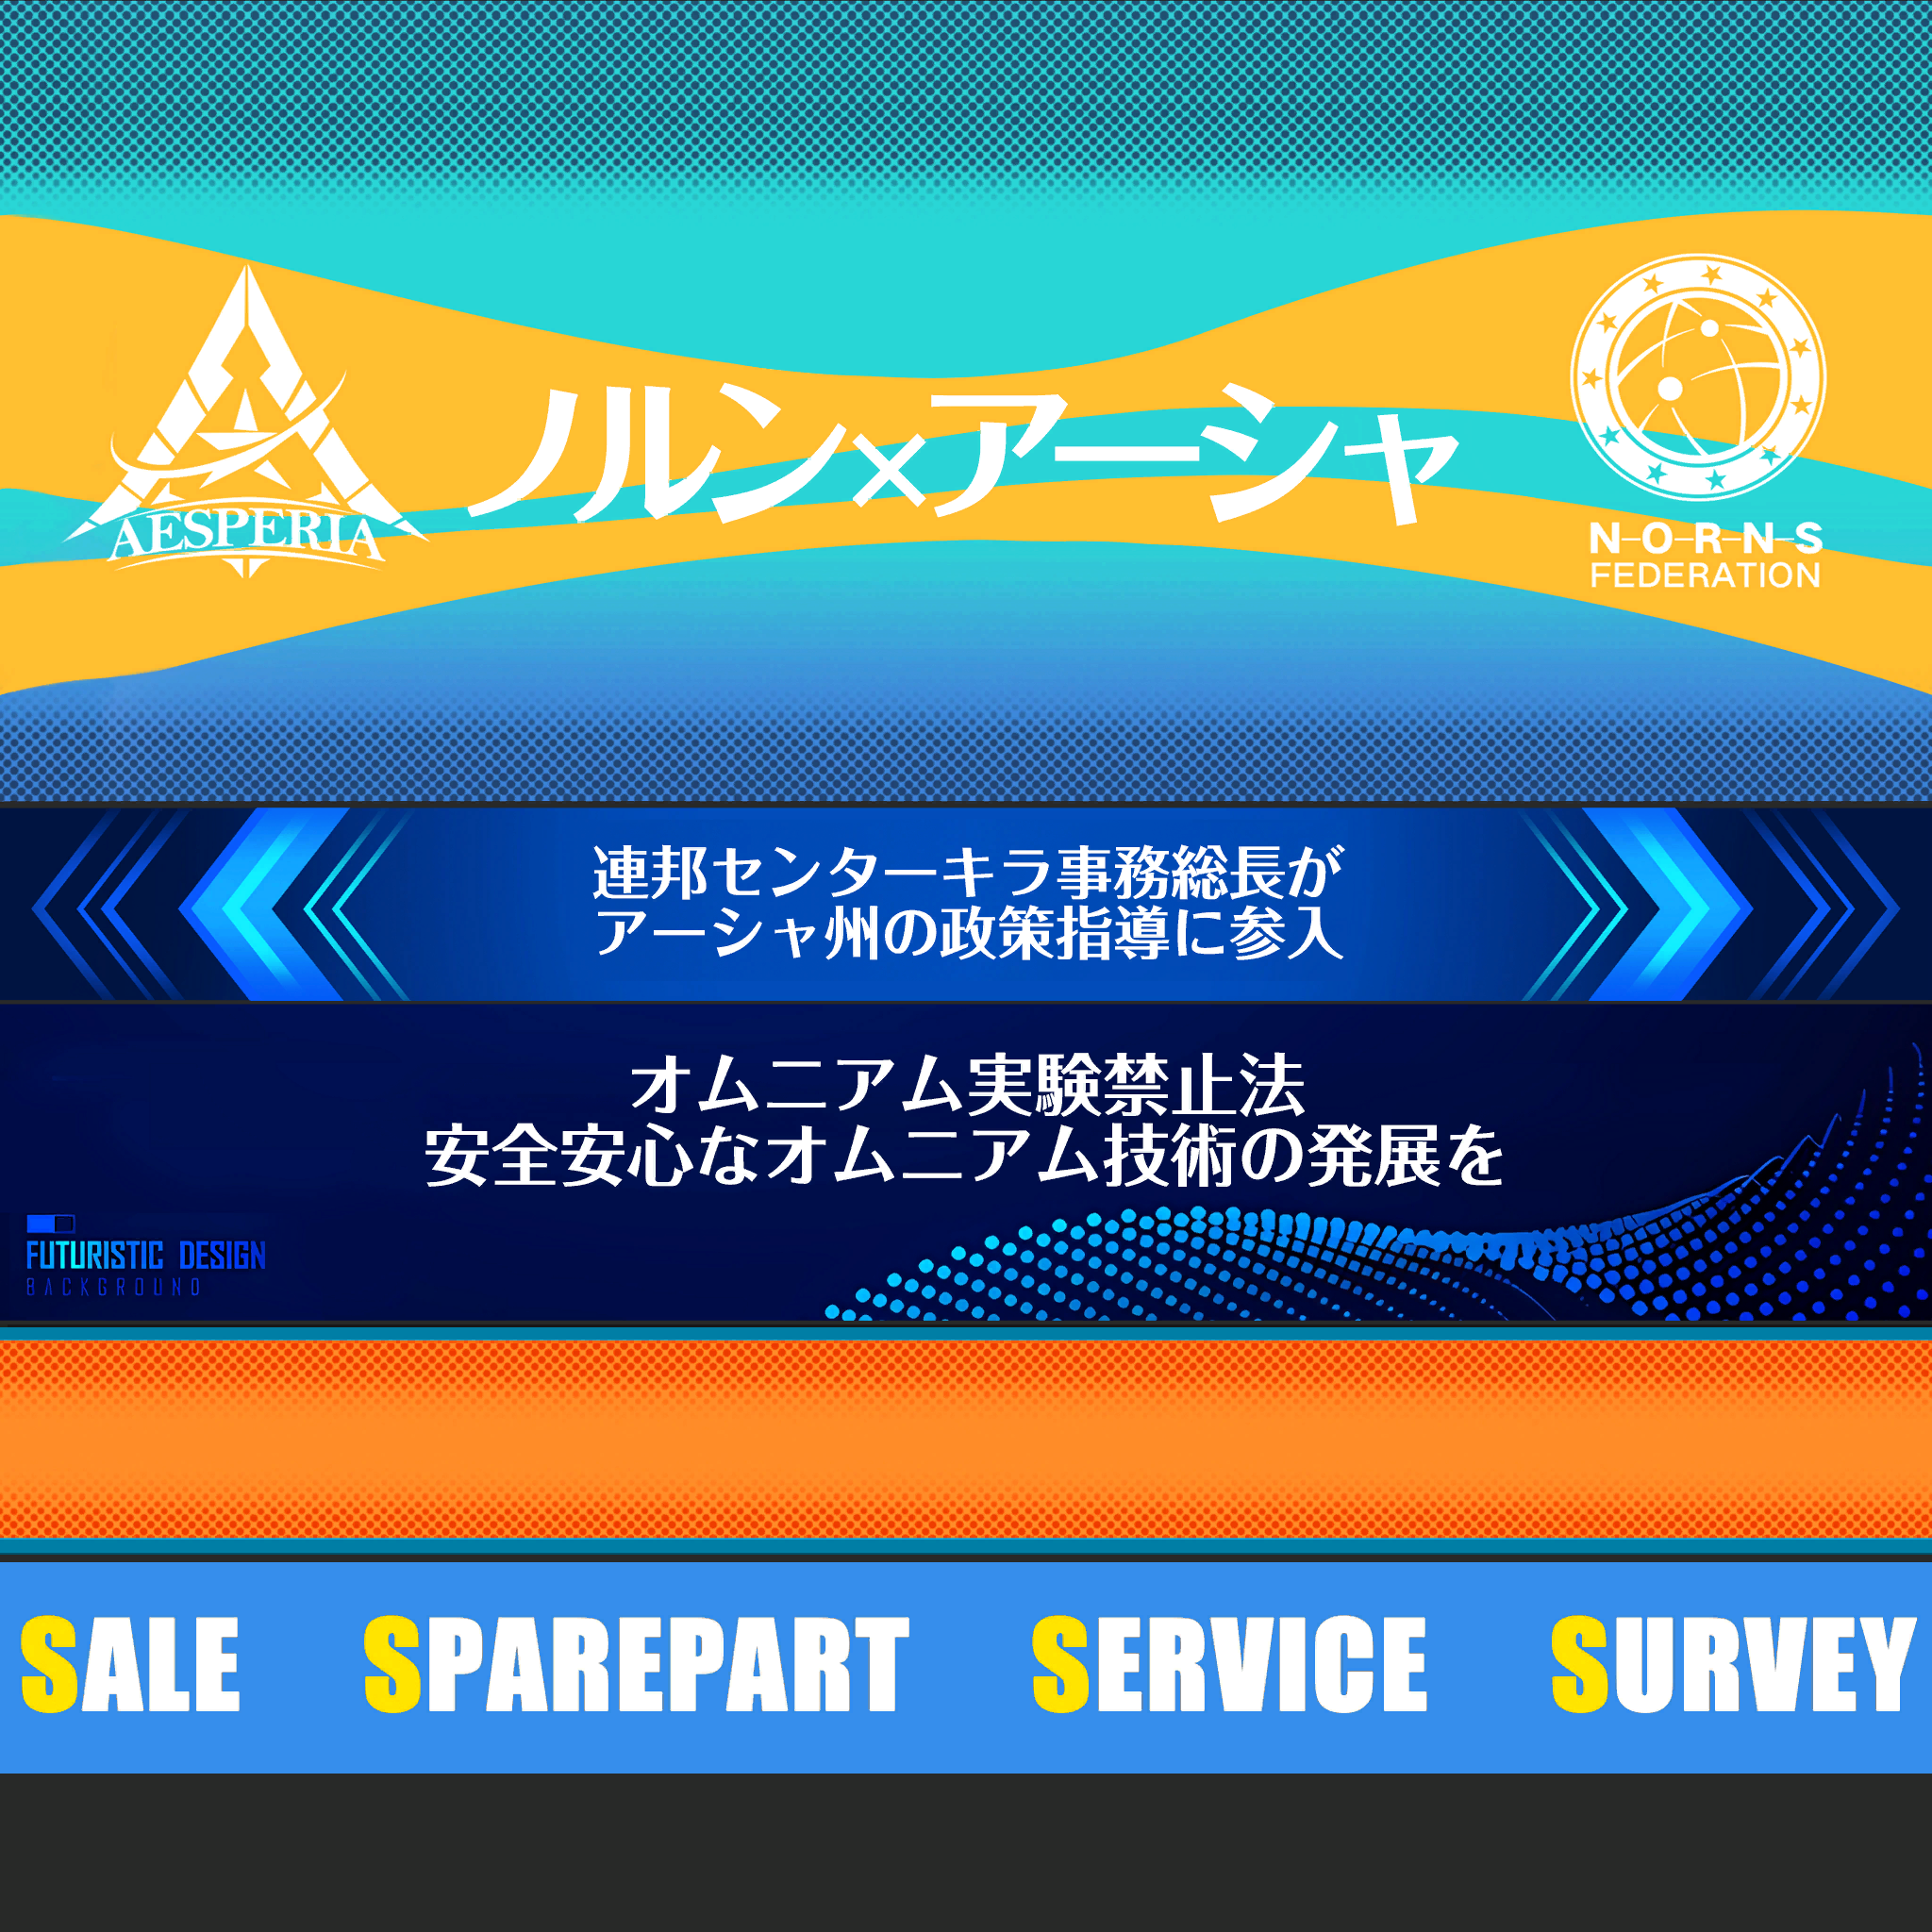 AESPERIA
ノルン×アーシャ
N-O-R-N-S
FEDERATION
連邦センターキラ事務総長が
アーシャ州の政策指導に参入
オムニアム実験禁止法
安全安心なオムニアム技術の発展を
FUTURISTIC DESIGN
BACKGROUND
SALE SPAREPART SERVICE SURVEY